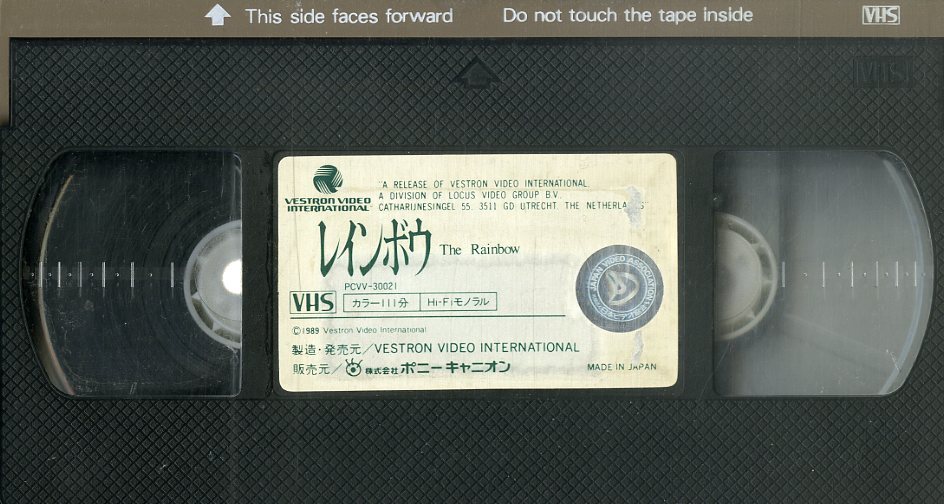 This side faces forward Do not touch the tape inside VHS
VHS
VESTRON VIDEO INTERNATIONAL
"A RELEASE OF VESTRON VIDEO INTERNATIONAL
A DIVISION OF LOCUS VIDEO GROUP B.V.
CATHARIJNESINGEL 55. 3511 GD UTRECHT. THE NETHERLANDS"
レインボウ The Rainbow
PCVV-30021
VHS カラー111分 Hi-Fiモノラル
JAPAN VIDEO ASSOCIATION
©1989 Vestron Video International
製造・発売元/VESTRON VIDEO INTERNATIONAL
販売元/株式会社ポニーキャニオン MADE IN JAPAN